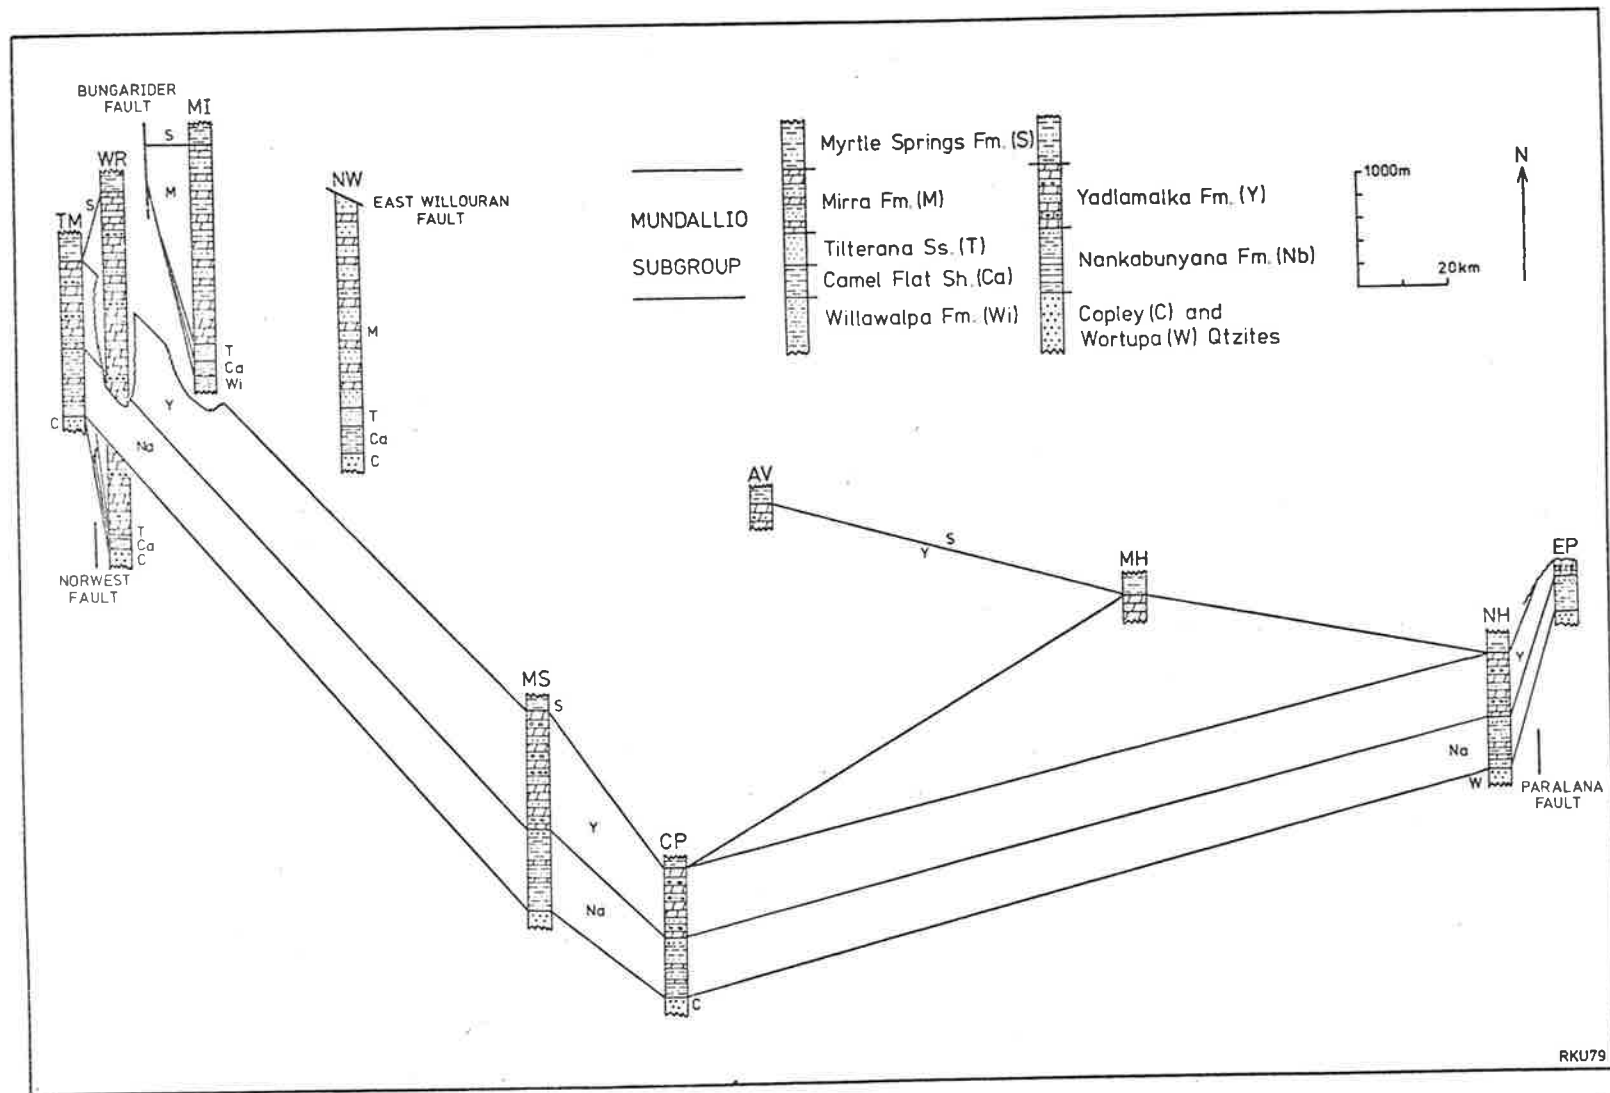 BUNGARIDER
FAULT
MI
S
WR
M
NW
EAST WILLOURAN
FAULT
TM
S
M
T
Ca
Wi
Y
T
Ca
C
C
Na
T
Ca
C
NORWEST
FAULT
MUNDALLIO
SUBGROUP
Myrtle Springs Fm. (S)
Mirra Fm. (M)
Tilterana Ss. (T)
Camel Flat Sh. (Ca)
Willawalpa Fm. (Wi)
Yadlamalka Fm. (Y)
Nankabunyana Fm. (Nb)
Copley (C) and
Wortupa (W) Qtzites
1000m
20km
N
AV
S
Y
MH
EP
NH
Y
Na
W
PARALANA
FAULT
MS
S
Y
Na
CP
C
RKU79